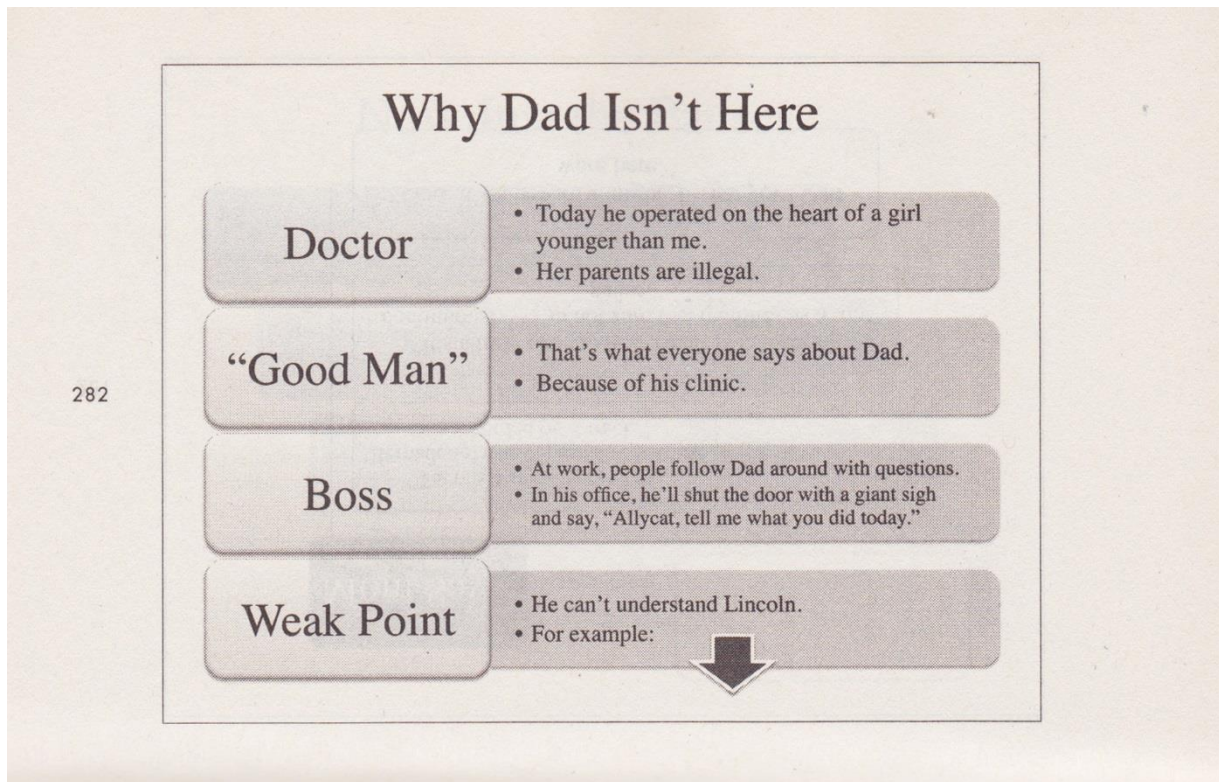 Why Dad Isn't Here
Doctor
• Today he operated on the heart of a girl
younger than me.
• Her parents are illegal.
“Good Man”
• That's what everyone says about Dad.
• Because of his clinic.
282
Boss
• At work, people follow Dad around with questions.
• In his office, he'll shut the door with a giant sigh
and say, “Allycat, tell me what you did today.”
Weak Point
• He can't understand Lincoln.
• For example: